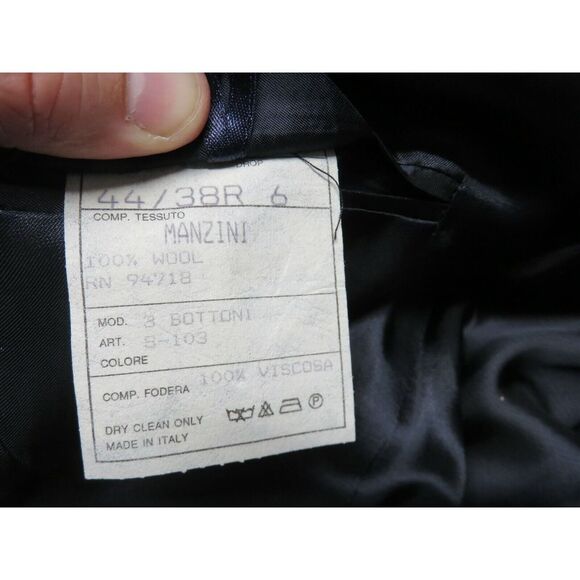 DROP
44/38R 6
COMP. TESSUTO
MANZINI
100% WOOL
RN 94718
MOD. 3 BOTTONI
ART. S-103
COLORE
COMP. FODERA 100% VISCOSA
DRY CLEAN ONLY
MADE IN ITALY
P